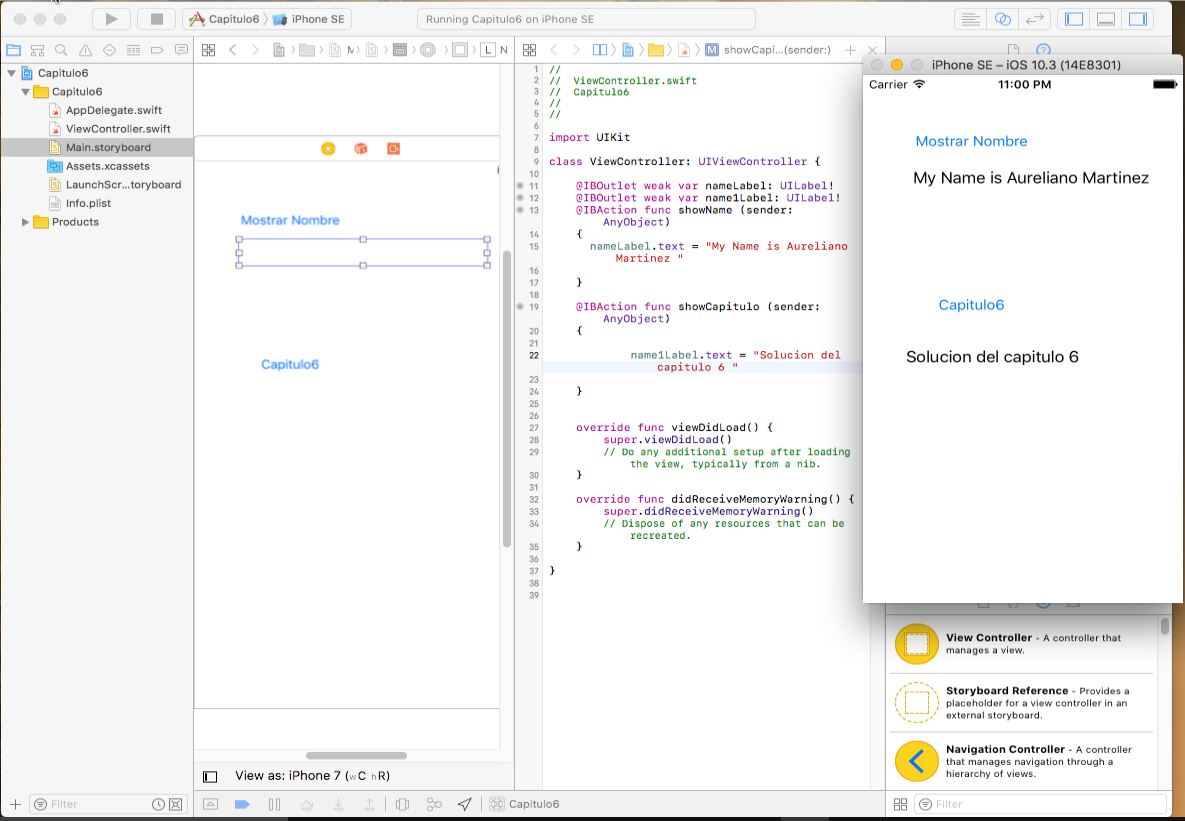 Capitulo6 〉 iPhone SE
Running Capitulo6 on iPhone SE
L N
showCapi...(sender:)
Capitulo6
Capitulo6
AppDelegate.swift
ViewController.swift
Main.storyboard
Assets.xcassets
LaunchScr...toryboard
Info.plist
Products
Filter
Mostrar Nombre
Capitulo6
View as: iPhone 7 (wC hR)
1 //
2 //  ViewController.swift
3 //  Capitulo6
4 //
5 //
6
7 import UIKit
8
9 class ViewController: UIViewController {
10
11 @IBOutlet weak var nameLabel: UILabel!
12 @IBOutlet weak var name1Label: UILabel!
13 @IBAction func showName (sender:
AnyObject)
14 {
15 nameLabel.text = "My Name is Aureliano
Martinez "
16
17 }
18
19 @IBAction func showCapitulo (sender:
AnyObject)
20 {
21
22 name1Label.text = "Solucion del
capitulo 6 "
23
24 }
25
26
27 override func viewDidLoad() {
28 super.viewDidLoad()
29 // Do any additional setup after loading
the view, typically from a nib.
30 }
31
32 override func didReceiveMemoryWarning() {
33 super.didReceiveMemoryWarning()
34 // Dispose of any resources that can be
recreated.
35 }
36
37 }
38
39
Capitulo6
iPhone SE – iOS 10.3 (14E8301)
Carrier 11:00 PM
Mostrar Nombre
My Name is Aureliano Martinez
Capitulo6
Solucion del capitulo 6
View Controller - A controller that
manages a view.
Storyboard Reference - Provides a
placeholder for a view controller in an
external storyboard.
Navigation Controller - A controller
that manages navigation through a
hierarchy of views.
Filter